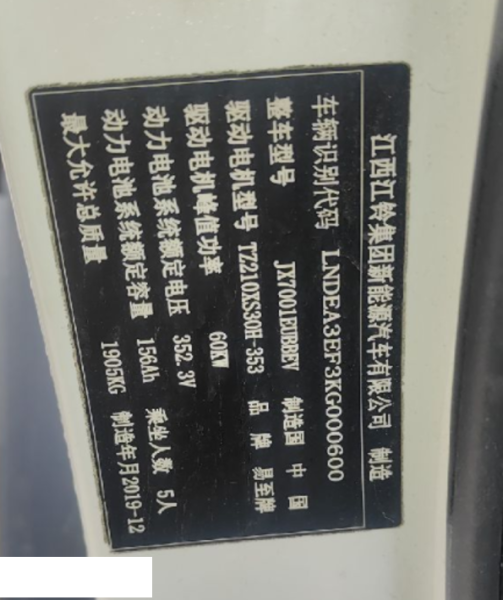 江西江铃集团新能源汽车有限公司 制造
车辆识别代码 LNDEA3EF3KG000600
整车型号 JX7001EUBBEV 制造国 中国
驱动电机型号 TZ210XS30H-353 品牌 易至牌
驱动电机峰值功率 60KW
动力电池系统额定电压 352.3V 乘坐人数 5人
动力电池系统额定容量 156Ah 制造年月 2019-12
最大允许总质量 1905KG